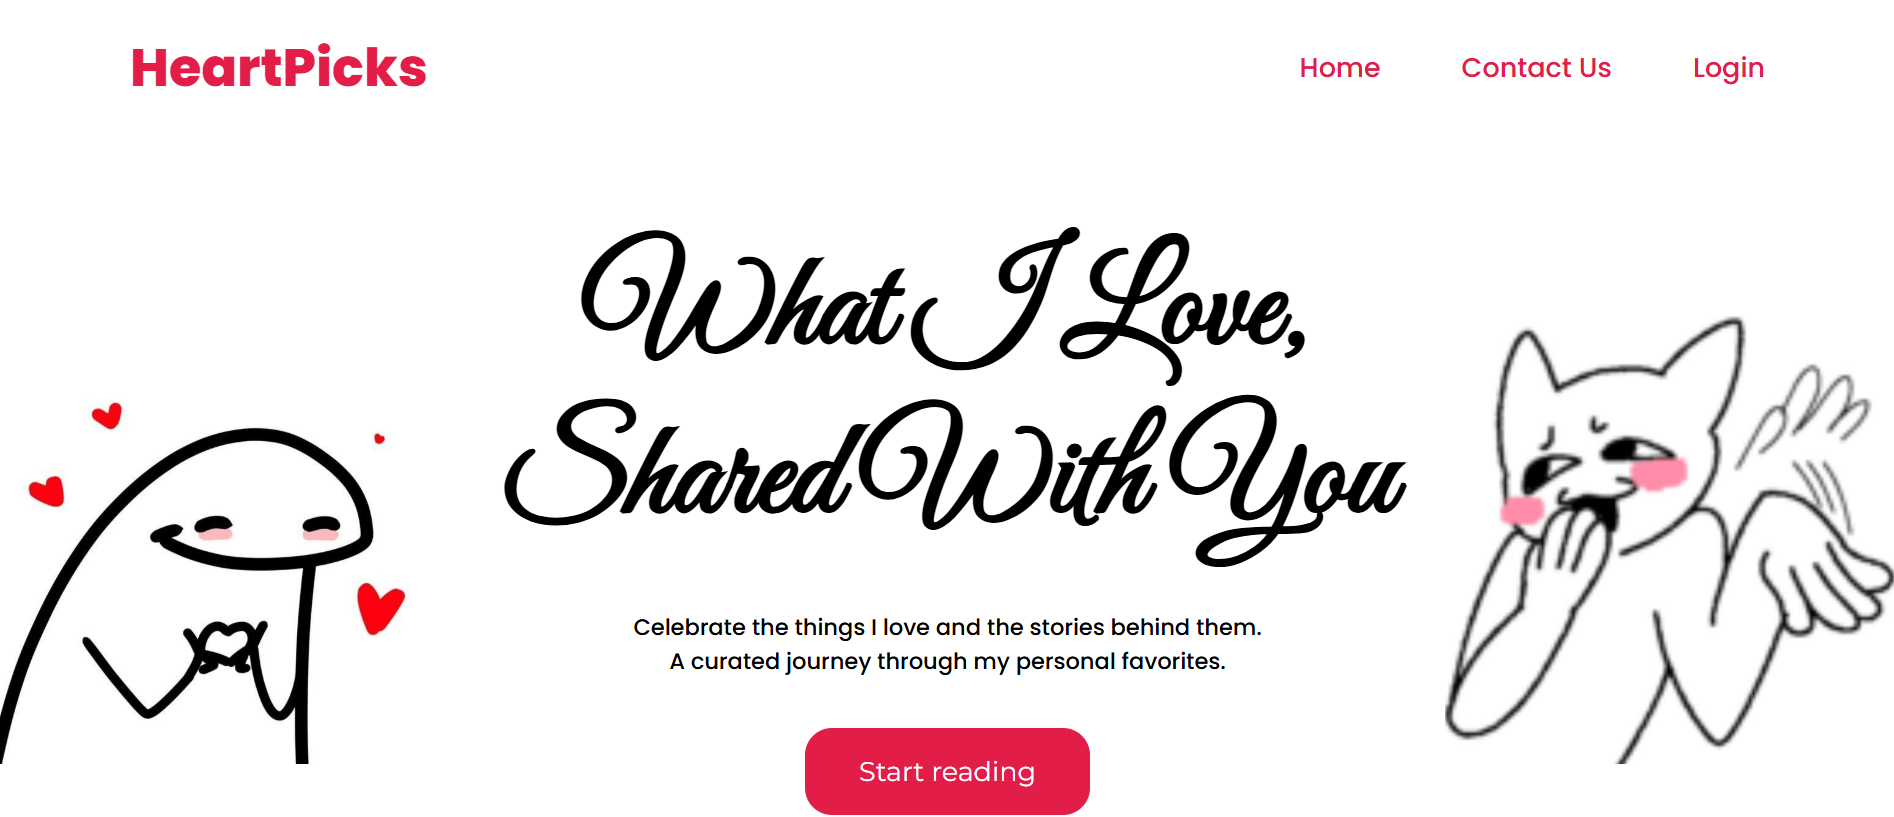 HeartPicks
Home
Contact Us
Login
What I Love,
Shared With You
Celebrate the things I love and the stories behind them.
A curated journey through my personal favorites.
Start reading